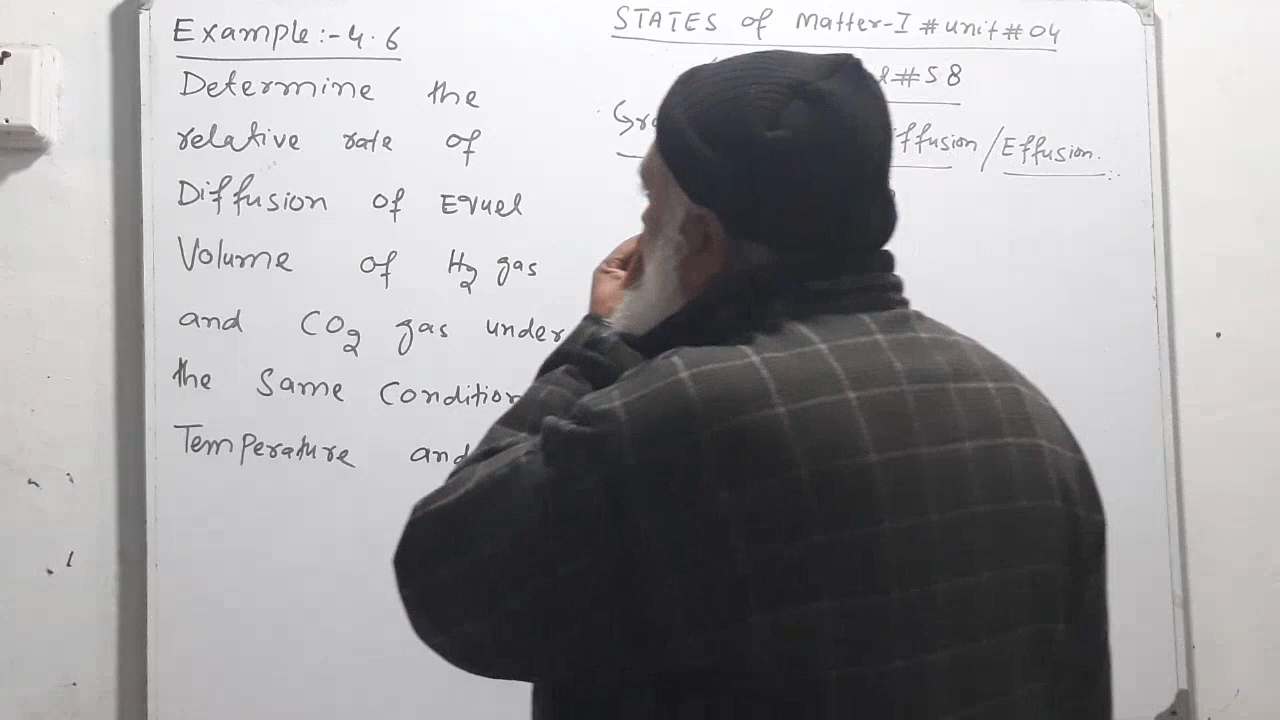 Example:-4.6
Determine the
relative rate of
Diffusion of Equel
Volume of H₂ gas
and CO₂ gas under
the Same Condition
Temperature and
STATES of Matter-I #unit#04
#58
/Effusion.